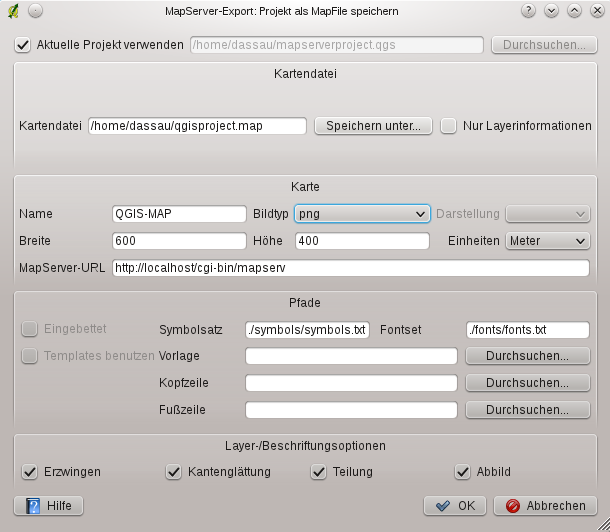 MapServer-Export: Projekt als MapFile speichern
Aktuelle Projekt verwenden /home/dassau/mapserverproject.qgs Durchsuchen...
Kartendatei
Kartendatei /home/dassau/qgisproject.map Speichern unter... Nur Layerinformationen
Karte
Name QGIS-MAP Bildtyp png Darstellung
Breite 600 Höhe 400 Einheiten Meter
MapServer-URL http://localhost/cgi-bin/mapserv
Pfade
Eingebettet Symbolsatz ./symbols/symbols.txt Fontset ./fonts/fonts.txt
Templates benutzen Vorlage Durchsuchen...
Kopfzeile Durchsuchen...
Fußzeile Durchsuchen...
Layer-/Beschriftungsoptionen
Erzwingen Kantenglättung Teilung Abbild
Hilfe OK Abbrechen